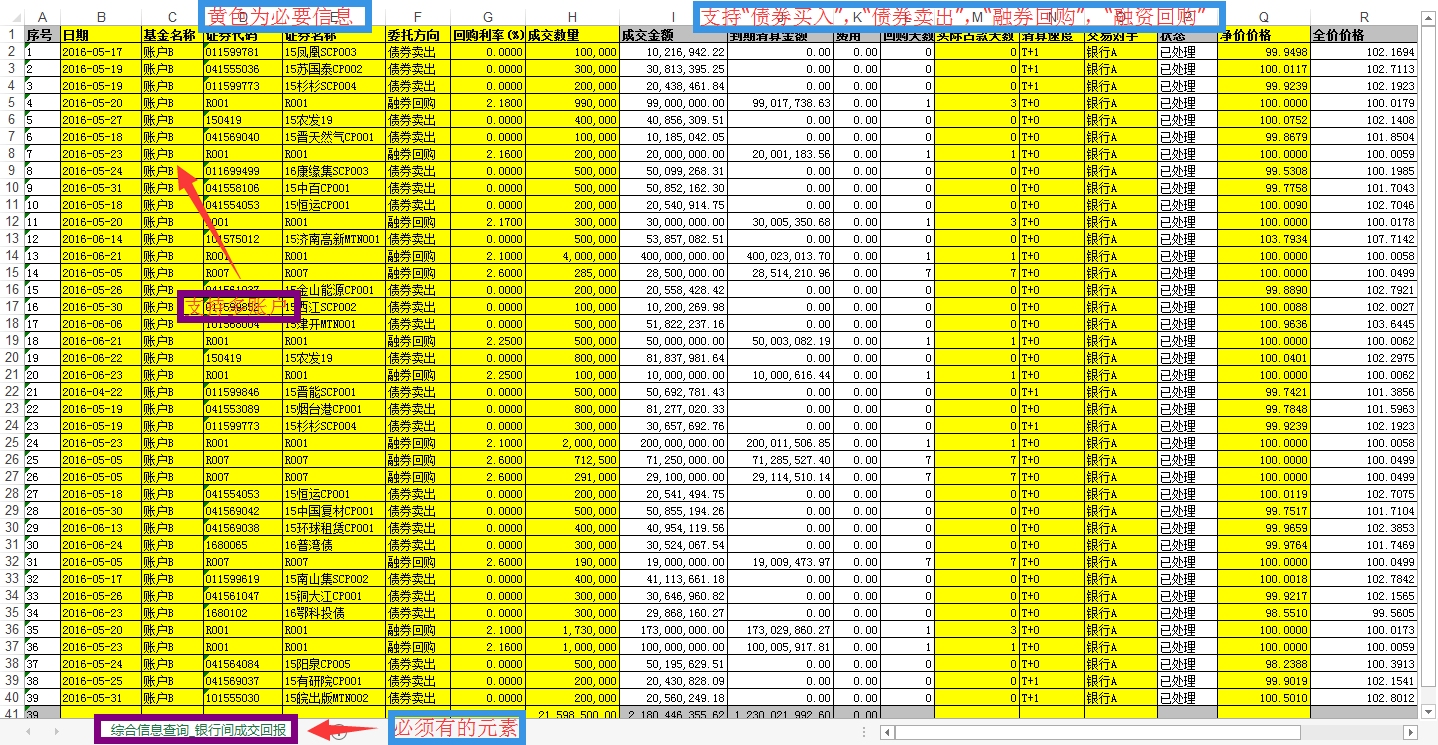 黄色为必要信息
支持“债券买入”,“债券卖出”,“融券回购”, “融资回购”
A B C D E F G H I J K L M N O P Q R
1 序号 日期 基金名称 证券代码 证券名称 委托方向 回购利率(%) 成交数量 成交金额 到期清算金额 费用 回购天数 实际占款天数 清算速度 交易对手 状态 净价价格 全价价格
2 1 2016-05-17 账户B 011599781 15凤凰SCP003 债券卖出 0.0000 100,000 10,216,942.22 0.00 0.00 0 0 T+1 银行A 已处理 99.9498 102.1694
3 2 2016-05-19 账户B 041555036 15苏国泰CP002 债券卖出 0.0000 300,000 30,813,395.25 0.00 0.00 0 0 T+1 银行A 已处理 100.0117 102.7113
4 3 2016-05-19 账户B 011599773 15杉杉SCP004 债券卖出 0.0000 200,000 20,438,461.84 0.00 0.00 0 0 T+1 银行A 已处理 99.9239 102.1923
5 4 2016-05-20 账户B R001 R001 融券回购 2.1800 990,000 99,000,000.00 99,017,738.63 0.00 1 3 T+0 银行A 已处理 100.0000 100.0179
6 5 2016-05-27 账户B 150419 15农发19 债券卖出 0.0000 400,000 40,856,309.51 0.00 0.00 0 0 T+0 银行A 已处理 100.0752 102.1408
7 6 2016-05-18 账户B 041569040 15晋天然气CP001 债券卖出 0.0000 100,000 10,185,042.05 0.00 0.00 0 0 T+0 银行A 已处理 99.8679 101.8504
8 7 2016-05-23 账户B R001 R001 融券回购 2.1600 200,000 20,000,000.00 20,001,183.56 0.00 1 1 T+0 银行A 已处理 100.0000 100.0059
9 8 2016-05-24 账户B 011699499 16康缘集SCP003 债券卖出 0.0000 500,000 50,099,268.31 0.00 0.00 0 0 T+0 银行A 已处理 99.5308 100.1985
10 9 2016-05-31 账户B 041558106 15中百CP001 债券卖出 0.0000 500,000 50,852,162.30 0.00 0.00 0 0 T+0 银行A 已处理 99.7758 101.7043
11 10 2016-05-18 账户B 041554053 15恒运CP001 债券卖出 0.0000 200,000 20,540,914.75 0.00 0.00 0 0 T+0 银行A 已处理 100.0090 102.7046
12 11 2016-05-20 账户B R001 R001 融券回购 2.1700 300,000 30,000,000.00 30,005,350.68 0.00 1 3 T+0 银行A 已处理 100.0000 100.0178
13 12 2016-06-14 账户B 101575012 15济南高新MTN001 债券卖出 0.0000 500,000 53,857,082.51 0.00 0.00 0 0 T+0 银行A 已处理 103.7934 107.7142
14 13 2016-06-21 账户B R001 R001 融券回购 2.1000 4,000,000 400,000,000.00 400,023,013.70 0.00 1 1 T+0 银行A 已处理 100.0000 100.0058
15 14 2016-05-05 账户B R007 R007 融券回购 2.6000 285,000 28,500,000.00 28,514,210.96 0.00 7 7 T+0 银行A 已处理 100.0000 100.0499
16 15 2016-05-26 账户B 15金山能源CP001 债券卖出 0.0000 200,000 20,558,428.42 0.00 0.00 0 0 T+0 银行A 已处理 99.8890 102.7921
17 16 2016-05-30 支持多账户 西江SCP002 债券卖出 0.0000 100,000 10,200,269.98 0.00 0.00 0 0 T+0 银行A 已处理 100.0088 102.0027
18 17 2016-06-06 账户B 101568004 15津开MTN001 债券卖出 0.0000 500,000 51,822,237.16 0.00 0.00 0 0 T+0 银行A 已处理 100.9636 103.6445
19 18 2016-06-21 账户B R001 R001 融券回购 2.2500 500,000 50,000,000.00 50,003,082.19 0.00 1 1 T+0 银行A 已处理 100.0000 100.0062
20 19 2016-06-22 账户B 150419 15农发19 债券卖出 0.0000 800,000 81,837,981.64 0.00 0.00 0 0 T+0 银行A 已处理 100.0401 102.2975
21 20 2016-06-23 账户B R001 R001 融券回购 2.2500 100,000 10,000,000.00 10,000,616.44 0.00 1 1 T+0 银行A 已处理 100.0000 100.0062
22 21 2016-04-22 账户B 011599846 15晋能SCP001 债券卖出 0.0000 500,000 50,692,781.43 0.00 0.00 0 0 T+1 银行A 已处理 99.7421 101.3856
23 22 2016-05-19 账户B 041553089 15烟台港CP001 债券卖出 0.0000 800,000 81,277,020.33 0.00 0.00 0 0 T+0 银行A 已处理 99.7848 101.5963
24 23 2016-05-19 账户B 011599773 15杉杉SCP004 债券卖出 0.0000 300,000 30,657,692.76 0.00 0.00 0 0 T+1 银行A 已处理 99.9239 102.1923
25 24 2016-05-23 账户B R001 R001 融券回购 2.1000 2,000,000 200,000,000.00 200,011,506.85 0.00 1 1 T+0 银行A 已处理 100.0000 100.0058
26 25 2016-05-05 账户B R007 R007 融券回购 2.6000 712,500 71,250,000.00 71,285,527.40 0.00 7 7 T+0 银行A 已处理 100.0000 100.0499
27 26 2016-05-05 账户B R007 R007 融券回购 2.6000 291,000 29,100,000.00 29,114,510.14 0.00 7 7 T+0 银行A 已处理 100.0000 100.0499
28 27 2016-05-18 账户B 041554053 15恒运CP001 债券卖出 0.0000 200,000 20,541,494.75 0.00 0.00 0 0 T+0 银行A 已处理 100.0119 102.7075
29 28 2016-05-30 账户B 041569042 15中国复材CP001 债券卖出 0.0000 500,000 50,855,194.26 0.00 0.00 0 0 T+0 银行A 已处理 99.7517 101.7104
30 29 2016-06-13 账户B 041569038 15环球租赁CP001 债券卖出 0.0000 400,000 40,954,119.56 0.00 0.00 0 0 T+0 银行A 已处理 99.9659 102.3853
31 30 2016-06-24 账户B 1680065 16普湾债 债券卖出 0.0000 300,000 30,524,067.54 0.00 0.00 0 0 T+0 银行A 已处理 99.9764 101.7469
32 31 2016-05-05 账户B R007 R007 融券回购 2.6000 190,000 19,000,000.00 19,009,473.97 0.00 7 7 T+0 银行A 已处理 100.0000 100.0499
33 32 2016-05-17 账户B 011599619 15南山集SCP002 债券卖出 0.0000 400,000 41,113,661.18 0.00 0.00 0 0 T+0 银行A 已处理 100.0018 102.7842
34 33 2016-05-26 账户B 041561047 15铜大江CP001 债券卖出 0.0000 300,000 30,646,960.82 0.00 0.00 0 0 T+0 银行A 已处理 99.9217 102.1565
35 34 2016-06-23 账户B 1680102 16鄂科投债 债券卖出 0.0000 300,000 29,868,160.27 0.00 0.00 0 0 T+0 银行A 已处理 98.5510 99.5605
36 35 2016-05-20 账户B R001 R001 融券回购 2.1000 1,730,000 173,000,000.00 173,029,860.27 0.00 1 3 T+0 银行A 已处理 100.0000 100.0173
37 36 2016-05-23 账户B R001 R001 融券回购 2.1600 1,000,000 100,000,000.00 100,005,917.81 0.00 1 1 T+0 银行A 已处理 100.0000 100.0059
38 37 2016-05-24 账户B 041564084 15阳泉CP005 债券卖出 0.0000 500,000 50,195,629.51 0.00 0.00 0 0 T+0 银行A 已处理 98.2388 100.3913
39 38 2016-05-25 账户B 041569037 15有研院CP001 债券卖出 0.0000 200,000 20,430,828.09 0.00 0.00 0 0 T+1 银行A 已处理 99.9019 102.1541
40 39 2016-05-31 账户B 101555030 15皖出版MTN002 债券卖出 0.0000 200,000 20,560,249.18 0.00 0.00 0 0 T+1 银行A 已处理 100.5010 102.8012
41 39 21,598,500.00 2,180,446,355.62 1,230,021,992.60 0.00 0 0
综合信息查询_银行间成交回报
必须有的元素